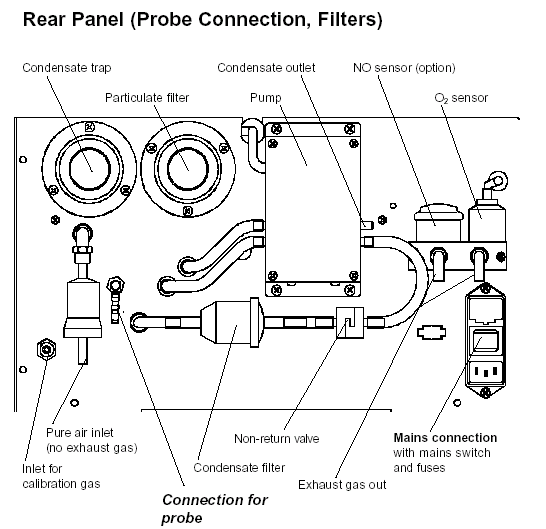 Rear Panel (Probe Connection, Filters)
Condensate trap
Condensate outlet
NO sensor (option)
Particulate filter
Pump
O₂ sensor
Pure air inlet
(no exhaust gas)
Inlet for
calibration gas
Connection for
probe
Condensate filter
Non-return valve
Exhaust gas out
Mains connection
with mains switch
and fuses